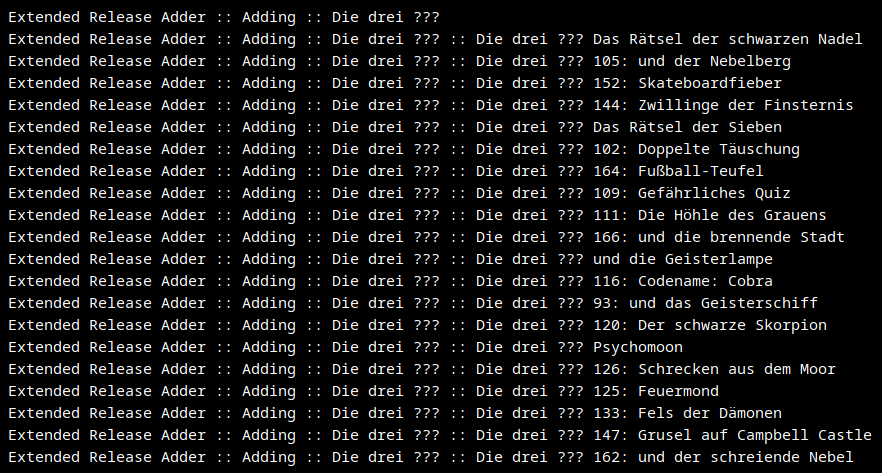 Extended Release Adder :: Adding :: Die drei ???
Extended Release Adder :: Adding :: Die drei ??? :: Die drei ??? Das Rätsel der schwarzen Nadel
Extended Release Adder :: Adding :: Die drei ??? :: Die drei ??? 105: und der Nebelberg
Extended Release Adder :: Adding :: Die drei ??? :: Die drei ??? 152: Skateboardfieber
Extended Release Adder :: Adding :: Die drei ??? :: Die drei ??? 144: Zwillinge der Finsternis
Extended Release Adder :: Adding :: Die drei ??? :: Die drei ??? Das Rätsel der Sieben
Extended Release Adder :: Adding :: Die drei ??? :: Die drei ??? 102: Doppelte Täuschung
Extended Release Adder :: Adding :: Die drei ??? :: Die drei ??? 164: Fußball-Teufel
Extended Release Adder :: Adding :: Die drei ??? :: Die drei ??? 109: Gefährliches Quiz
Extended Release Adder :: Adding :: Die drei ??? :: Die drei ??? 111: Die Höhle des Grauens
Extended Release Adder :: Adding :: Die drei ??? :: Die drei ??? 166: und die brennende Stadt
Extended Release Adder :: Adding :: Die drei ??? :: Die drei ??? und die Geisterlampe
Extended Release Adder :: Adding :: Die drei ??? :: Die drei ??? 116: Codename: Cobra
Extended Release Adder :: Adding :: Die drei ??? :: Die drei ??? 93: und das Geisterschiff
Extended Release Adder :: Adding :: Die drei ??? :: Die drei ??? 120: Der schwarze Skorpion
Extended Release Adder :: Adding :: Die drei ??? :: Die drei ??? Psychomoon
Extended Release Adder :: Adding :: Die drei ??? :: Die drei ??? 126: Schrecken aus dem Moor
Extended Release Adder :: Adding :: Die drei ??? :: Die drei ??? 125: Feuermond
Extended Release Adder :: Adding :: Die drei ??? :: Die drei ??? 133: Fels der Dämonen
Extended Release Adder :: Adding :: Die drei ??? :: Die drei ??? 147: Grusel auf Campbell Castle
Extended Release Adder :: Adding :: Die drei ??? :: Die drei ??? 162: und der schreiende Nebel